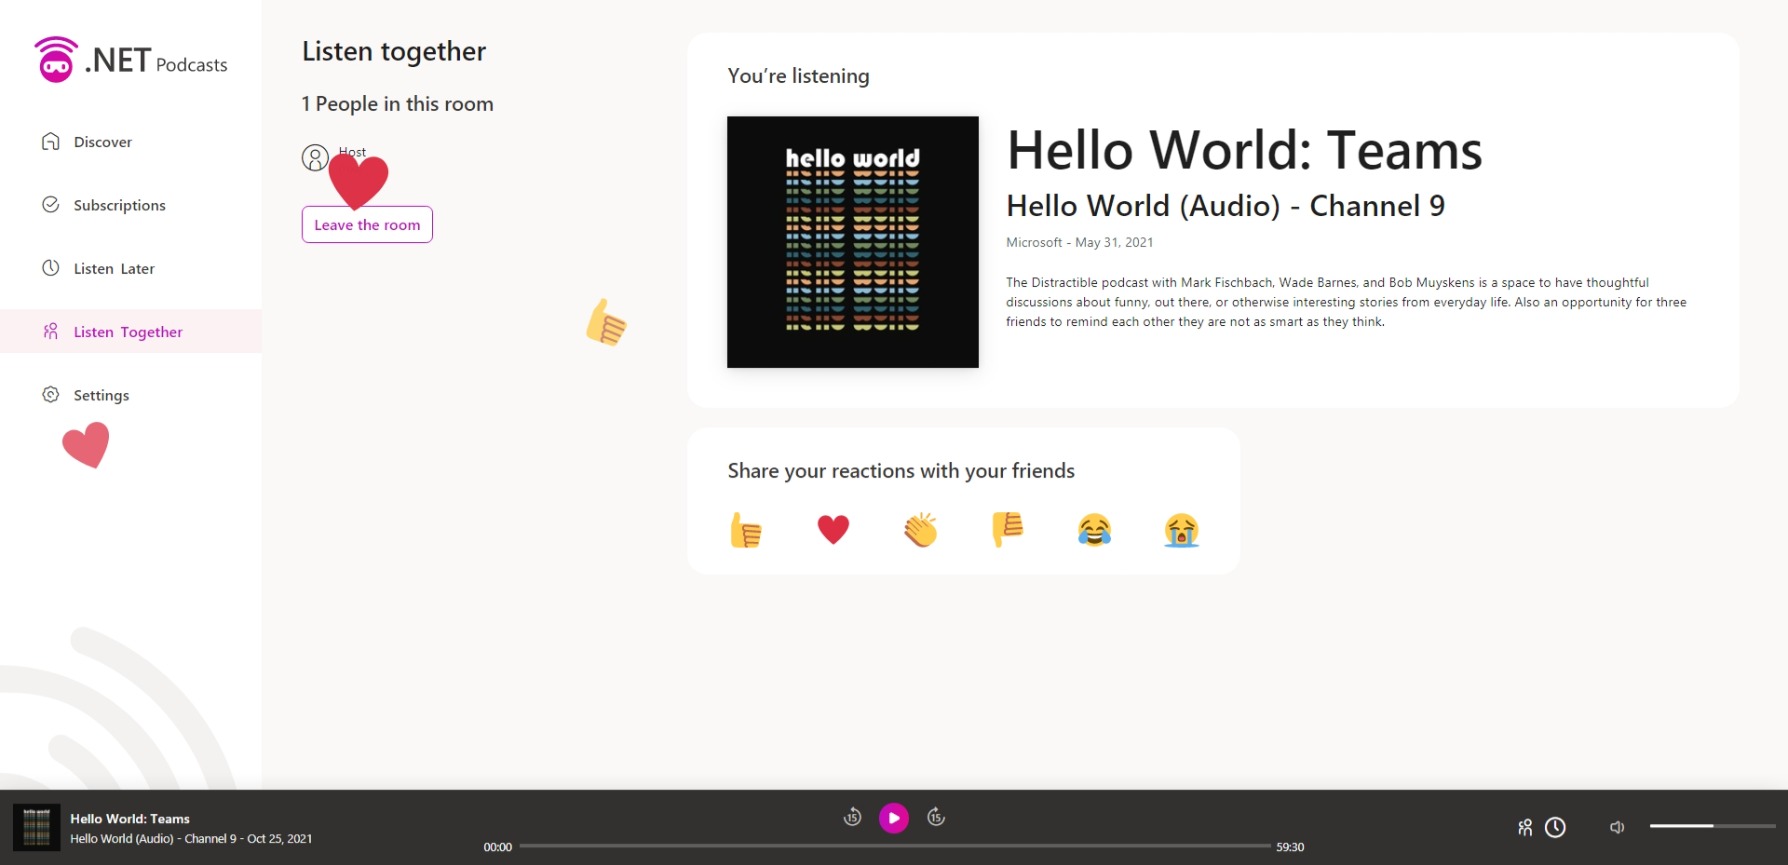 .NET Podcasts
Discover
Subscriptions
Listen Later
Listen Together
Settings
Listen together
1 People in this room
Host
Leave the room
You’re listening
hello world
Hello World: Teams
Hello World (Audio) - Channel 9
Microsoft - May 31, 2021
The Distractible podcast with Mark Fischbach, Wade Barnes, and Bob Muyskens is a space to have thoughtful
discussions about funny, out there, or otherwise interesting stories from everyday life. Also an opportunity for three
friends to remind each other they are not as smart as they think.
Share your reactions with your friends
hello world
Hello World: Teams
Hello World (Audio) - Channel 9 - Oct 25, 2021
15
15
00:00
59:30